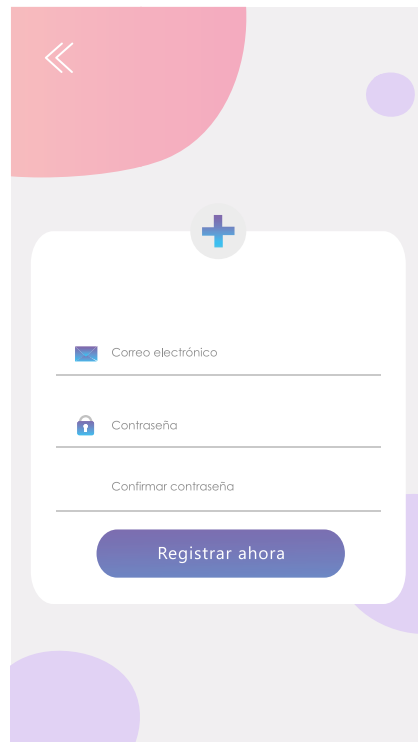 Correo electrónico
Contraseña
Confirmar contraseña
Registrar ahora